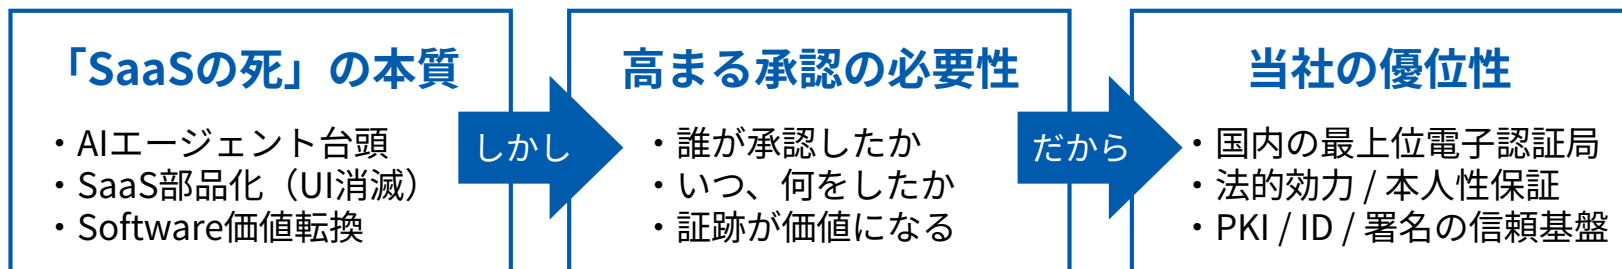 「SaaSの死」の本質
・AIエージェント台頭
・SaaS部品化（UI消滅）
・Software価値転換
しかし
高まる承認の必要性
・誰が承認したか
・いつ、何をしたか
・証跡が価値になる
だから
当社の優位性
・国内の最上位電子認証局
・法的効力 / 本人性保証
・PKI / ID / 署名の信頼基盤